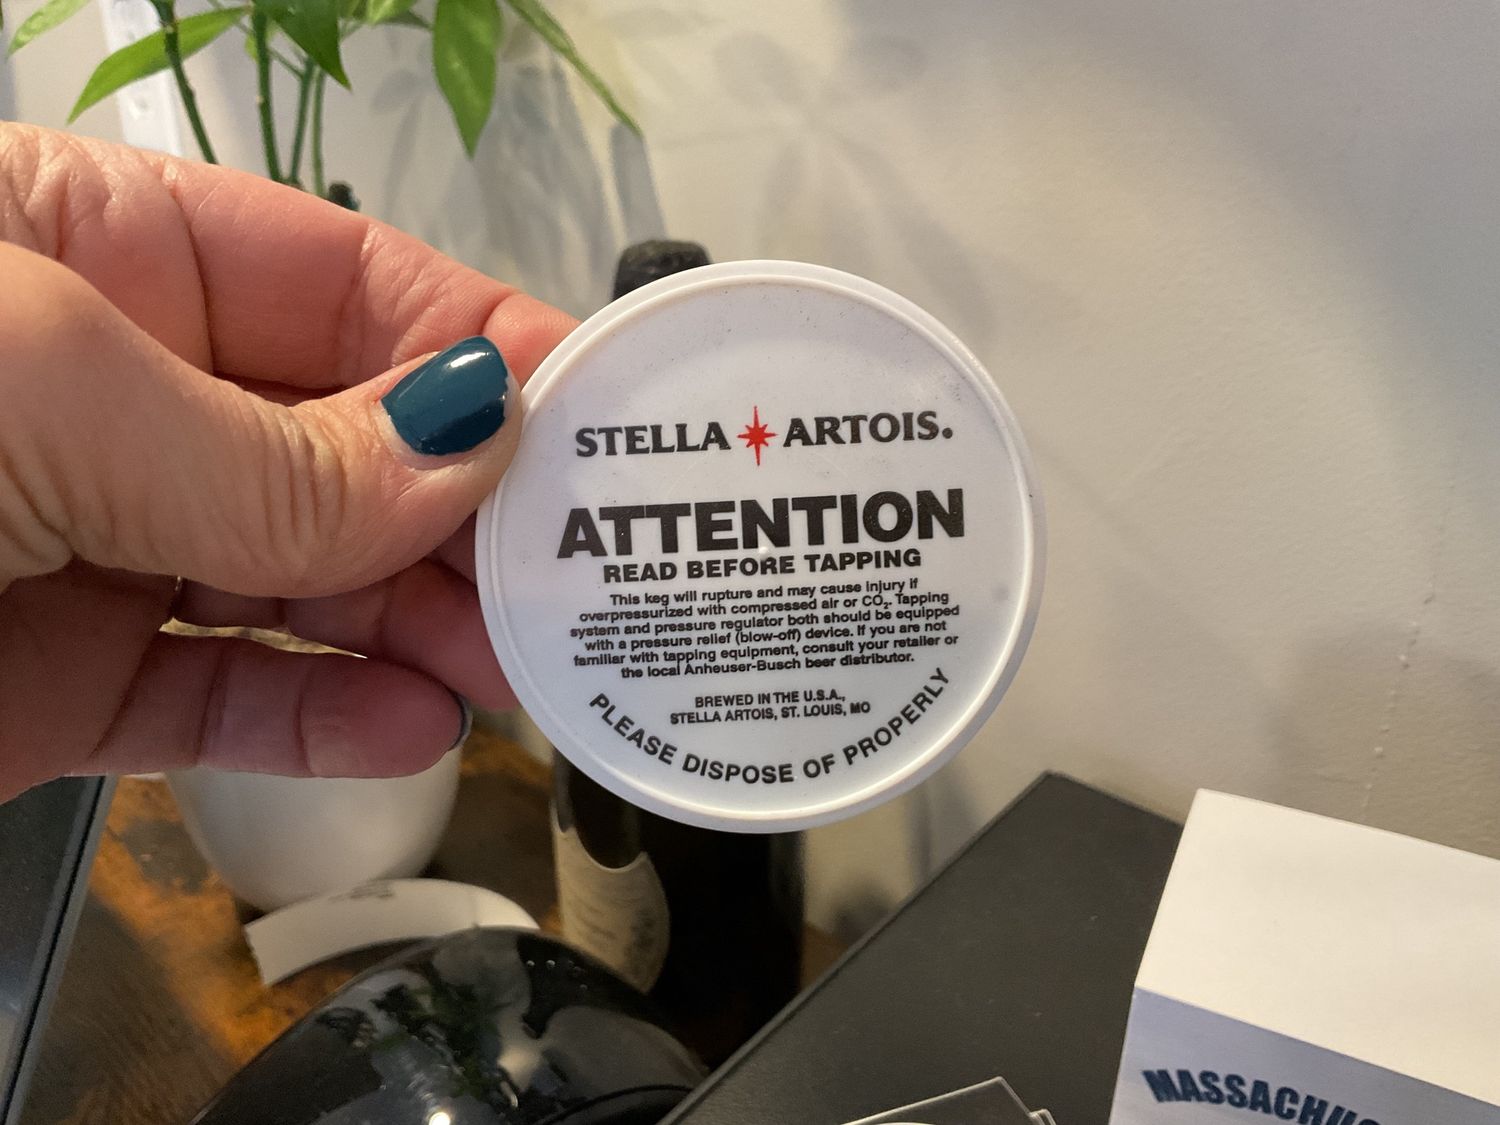 STELLA ARTOIS.
ATTENTION
READ BEFORE TAPPING
This keg will rupture and may cause injury if
overpressurized with compressed air or CO₂. Tapping
system and pressure regulator both should be equipped
with a pressure relief (blow-off) device. If you are not
familiar with tapping equipment, consult your retailer or
the local Anheuser-Busch beer distributor.
BREWED IN THE U.S.A.,
STELLA ARTOIS, ST. LOUIS, MO
PLEASE DISPOSE OF PROPERLY